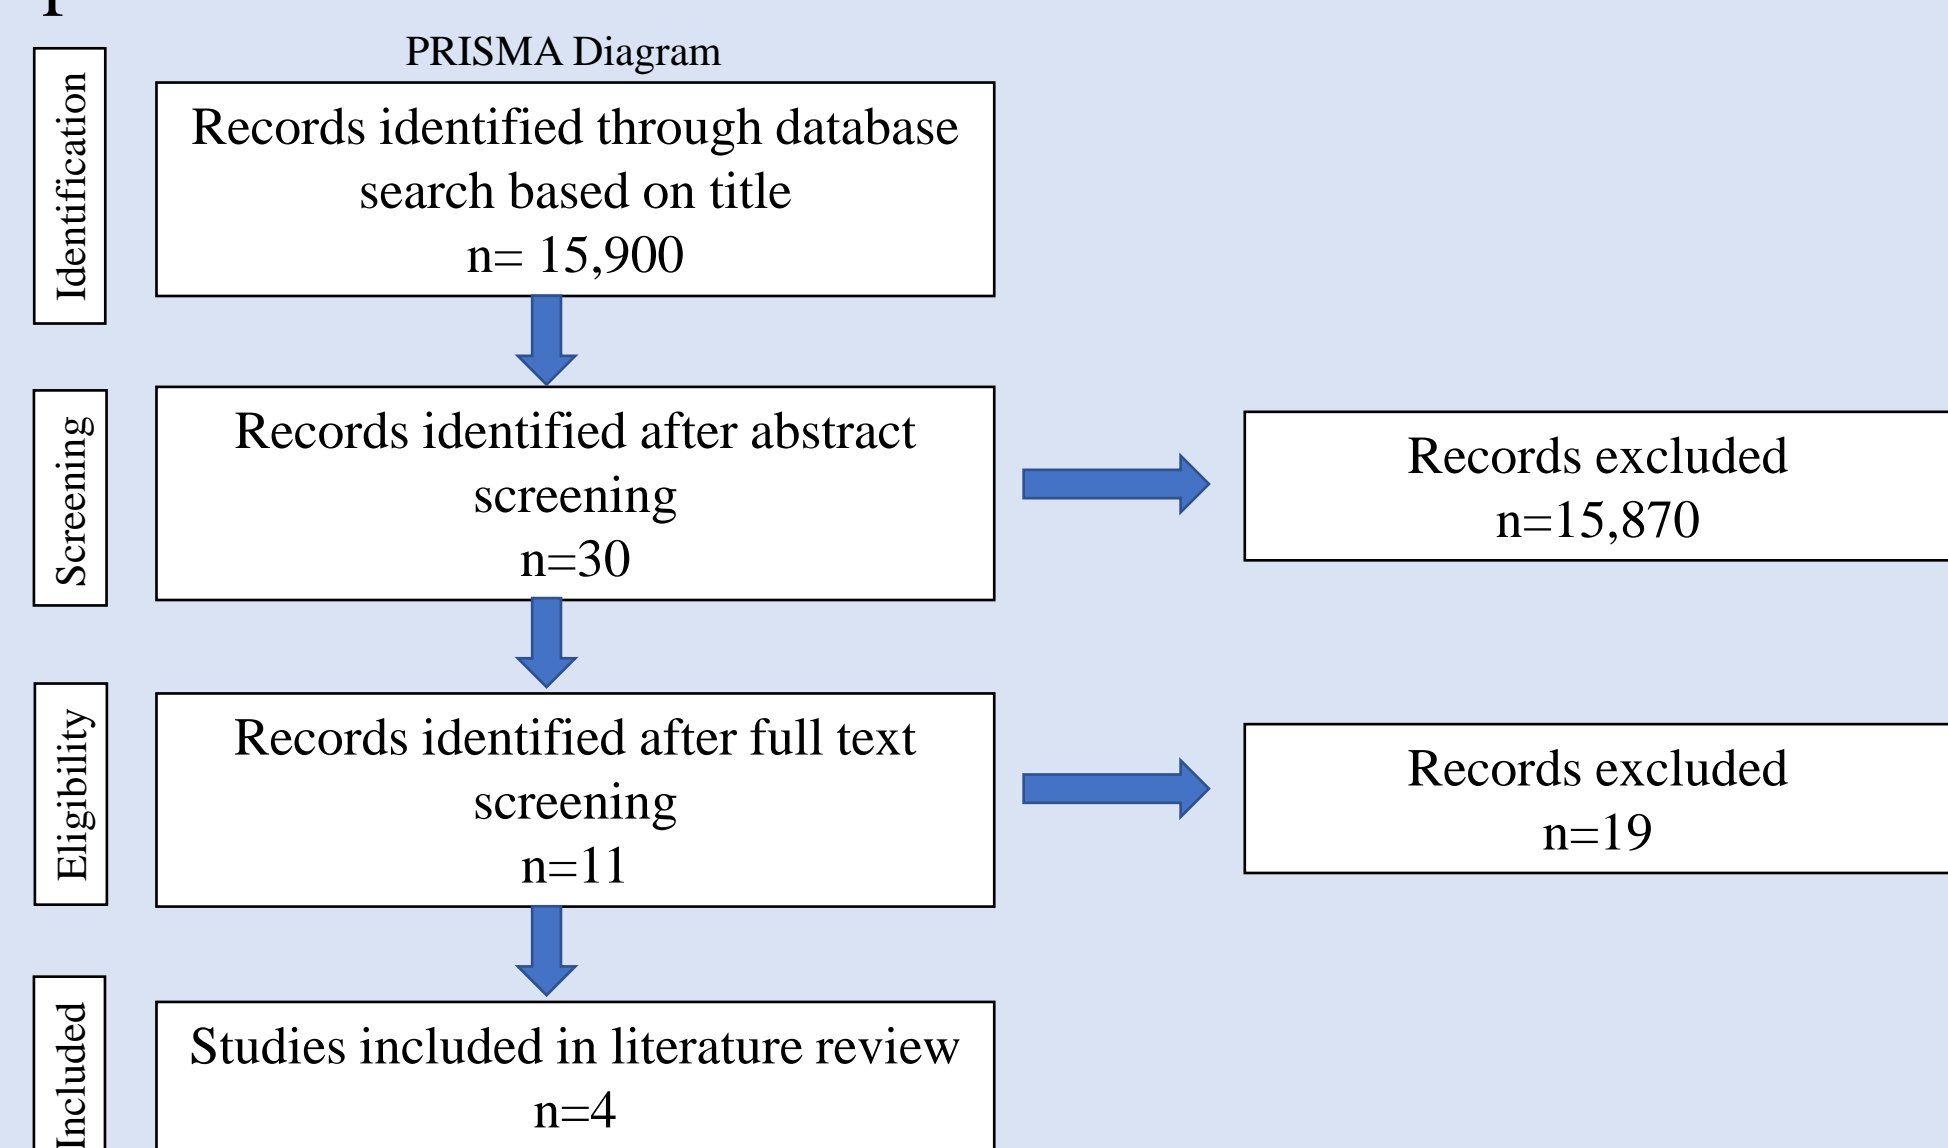 PRISMA Diagram
Identification
Records identified through database
search based on title
n= 15,900
Screening
Records identified after abstract
screening
n=30
Records excluded
n=15,870
Eligibility
Records identified after full text
screening
n=11
Records excluded
n=19
Included
Studies included in literature review
n=4